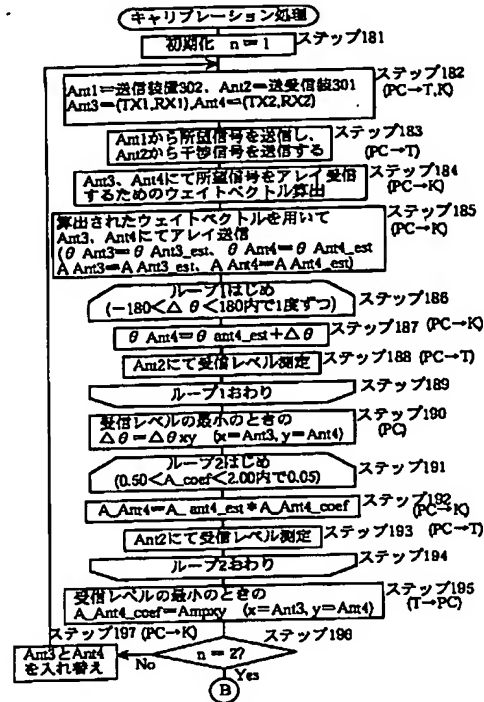 キャリブレーション処理
初期化 n=1
ステップ181
Ant1=送信装置302、Ant2=送受信装301
Ant3=(TX1,RX1),Ant4=(TX2,RX2)
ステップ182
(PC→T,K)
Ant1から所望信号を送信し、
Ant2から干渉信号を送信する
ステップ183
(PC→T)
Ant3、Ant4にて所望信号をアレイ受信
するためのウェイトベクトル算出
ステップ184
(PC→K)
算出されたウェイトベクトルを用いて
Ant3、Ant4にてアレイ送信
(θ Ant3=θ Ant3_est、θ Ant4=θ Ant4_est
A Ant3=A Ant3_est、A Ant4=A Ant4_est)
ステップ185
(PC→K)
ループ1はじめ
(-180<△θ<180内で1度ずつ)
ステップ186
θ Ant4=θ ant4_est+△θ
ステップ187 (PC→K)
Ant2にて受信レベル測定
ステップ188 (PC→T)
ループ1おわり
ステップ189
受信レベルの最小のときの
△θ=△θxy (x=Ant3, y=Ant4)
ステップ190
(PC)
ループ2はじめ
(0.50<A_coef<2.00内で0.05)
ステップ191
A_Ant4=A_ant4_est*A_Ant4_coef
ステップ192
(PC→K)
Ant2にて受信レベル測定
ステップ193 (PC→T)
ループ2おわり
ステップ194
受信レベルの最小のときの
A_Ant4_coef=Ampxy (x=Ant3, y=Ant4)
ステップ195
(T→PC)
ステップ197 (PC→K)
ステップ196
Ant3とAnt4
を入れ替え
No
n=2?
Yes
B